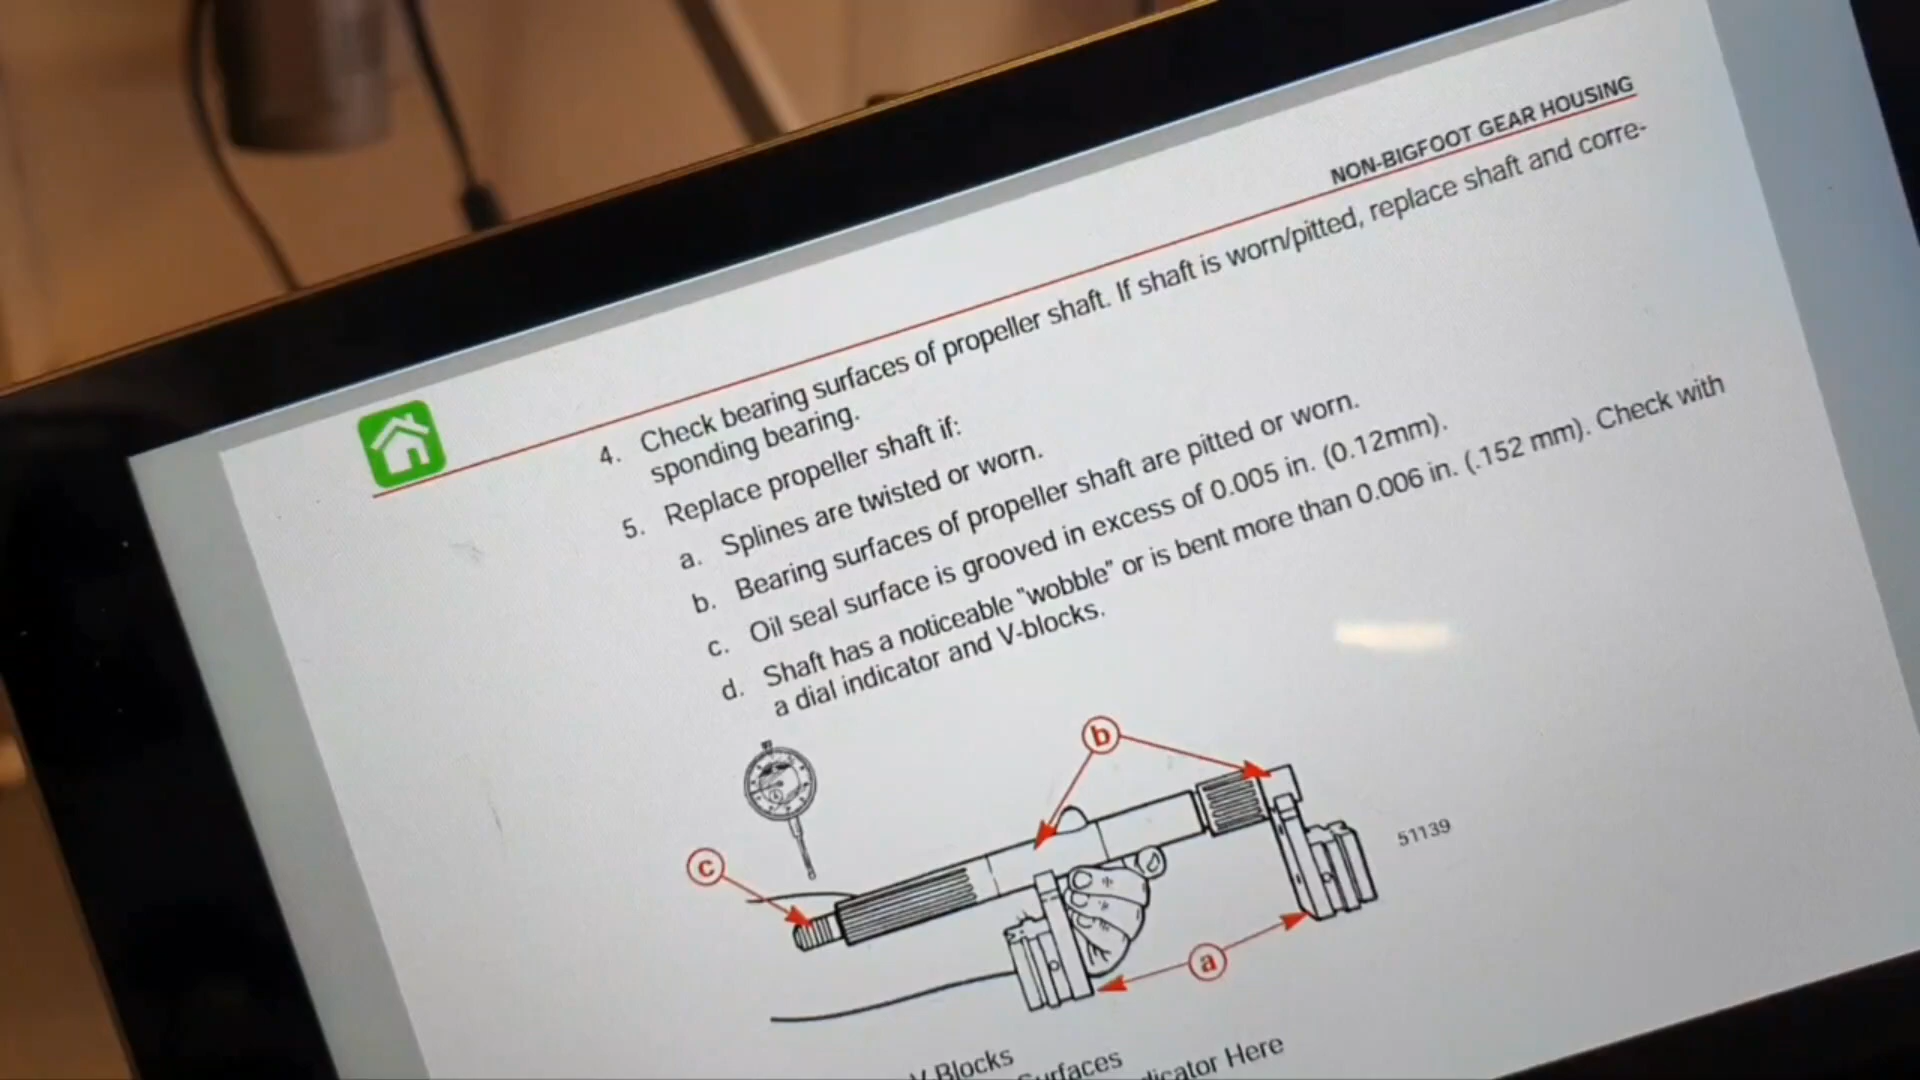 NON-BIGFOOT GEAR HOUSING
4. Check bearing surfaces of propeller shaft. If shaft is worn/pitted, replace shaft and corre-
sponding bearing.
5. Replace propeller shaft if:
a. Splines are twisted or worn.
b. Bearing surfaces of propeller shaft are pitted or worn.
c. Oil seal surface is grooved in excess of 0.005 in. (0.12mm).
d. Shaft has a noticeable "wobble" or is bent more than 0.006 in. (.152 mm). Check with
a dial indicator and V-blocks.
b
c
51139
a
V-Blocks
Surfaces
Here